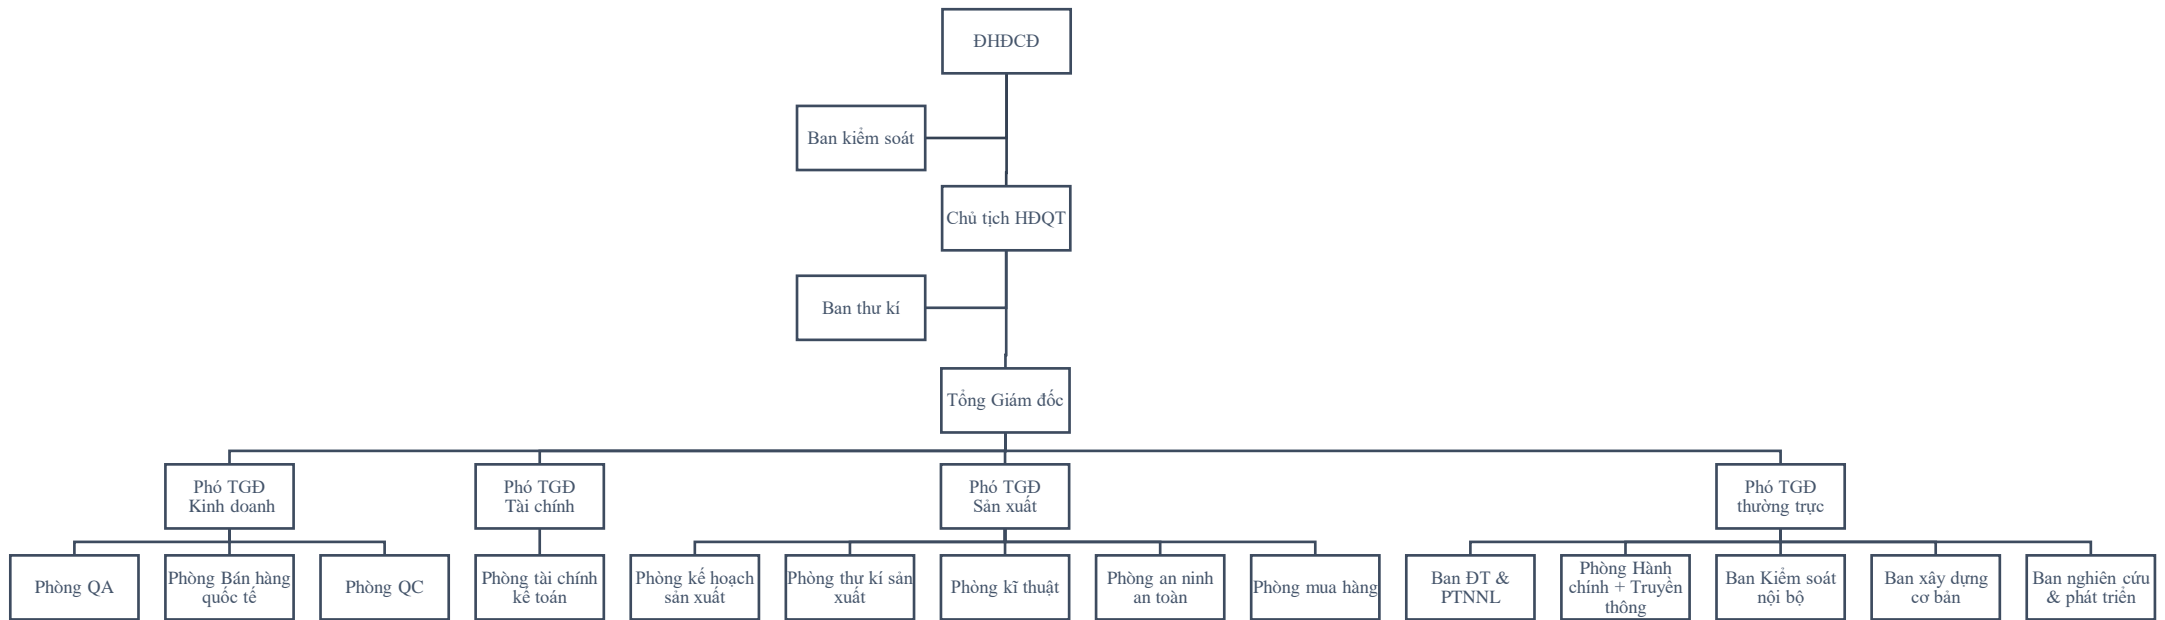 ĐHĐCĐ
Ban kiểm soát
Chủ tịch HĐQT
Ban thư kí
Tổng Giám đốc
Phó TGĐ
Kinh doanh
Phó TGĐ
Tài chính
Phó TGĐ
Sản xuất
Phó TGĐ
thường trực
Phòng QA
Phòng Bán hàng
quốc tế
Phòng QC
Phòng tài chính
kế toán
Phòng kế hoạch
sản xuất
Phòng thư kí sản
xuất
Phòng kĩ thuật
Phòng an ninh
an toàn
Phòng mua hàng
Ban ĐT &
PTNNL
Phòng Hành
chính + Truyền
thông
Ban Kiểm soát
nội bộ
Ban xây dựng
cơ bản
Ban nghiên cứu
& phát triển